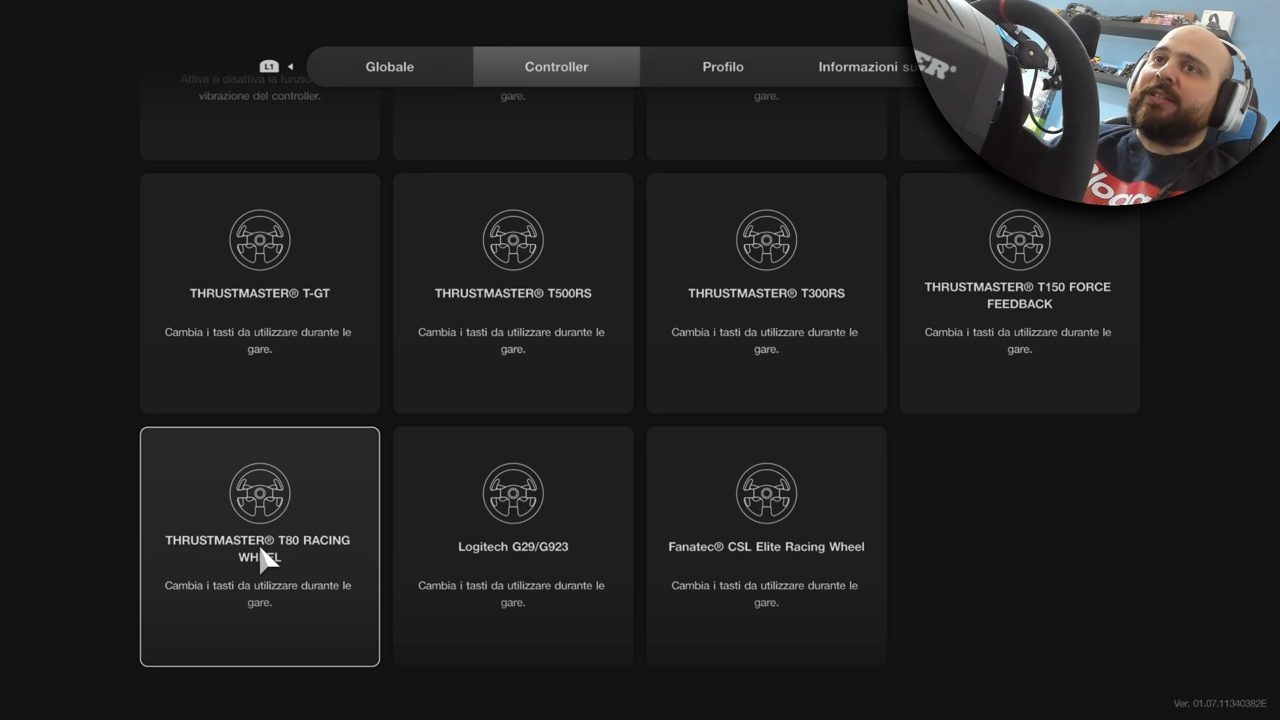 L1
Globale
Controller
Profilo
Informazioni su
Attiva o disattiva la funzi
vibrazione del controller.
gare.
gare.
THRUSTMASTER® T-GT
Cambia i tasti da utilizzare durante le
gare.
THRUSTMASTER® T500RS
Cambia i tasti da utilizzare durante le
gare.
THRUSTMASTER® T300RS
Cambia i tasti da utilizzare durante le
gare.
THRUSTMASTER® T150 FORCE
FEEDBACK
Cambia i tasti da utilizzare durante le
gare.
THRUSTMASTER® T80 RACING
WHEEL
Cambia i tasti da utilizzare durante le
gare.
Logitech G29/G923
Cambia i tasti da utilizzare durante le
gare.
Fanatec® CSL Elite Racing Wheel
Cambia i tasti da utilizzare durante le
gare.
Ver. 01.07.11340382E